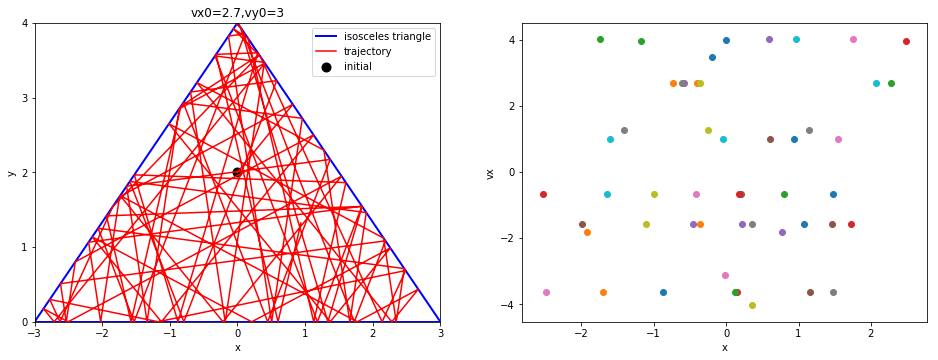 vx0=2.7,vy0=3
isosceles triangle
trajectory
initial
y
4
3
2
1
0
−3 −2 −1 0 1 2 3
x
vx
4
2
0
−2
−4
−2 −1 0 1 2
x